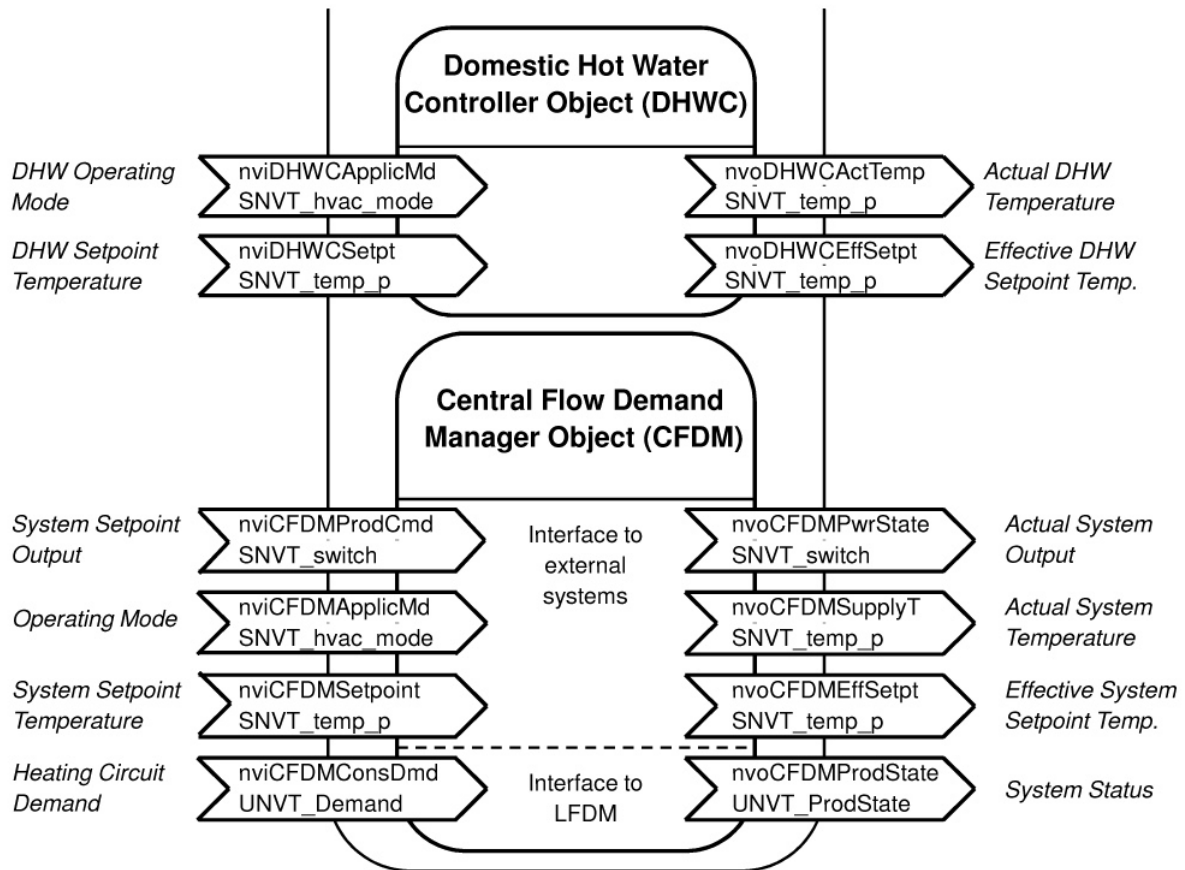 Domestic Hot Water
Controller Object (DHWC)
DHW Operating
Mode
nviDHWCApplicMd
SNVT_hvac_mode
nvoDHWCActTemp
SNVT_temp_p
Actual DHW
Temperature
DHW Setpoint
Temperature
nviDHWCSetpt
SNVT_temp_p
nvoDHWCEffSetpt
SNVT_temp_p
Effective DHW
Setpoint Temp.
Central Flow Demand
Manager Object (CFDM)
System Setpoint
Output
nviCFDMProdCmd
SNVT_switch
Interface to
external
systems
nvoCFDMPwrState
SNVT_switch
Actual System
Output
Operating Mode
nviCFDMApplicMd
SNVT_hvac_mode
nvoCFDMSupplyT
SNVT_temp_p
Actual System
Temperature
System Setpoint
Temperature
nviCFDMSetpoint
SNVT_temp_p
nvoCFDMEffSetpt
SNVT_temp_p
Effective System
Setpoint Temp.
Heating Circuit
Demand
nviCFDMConsDmd
UNVT_Demand
Interface to
LFDM
nvoCFDMProdState
UNVT_ProdState
System Status